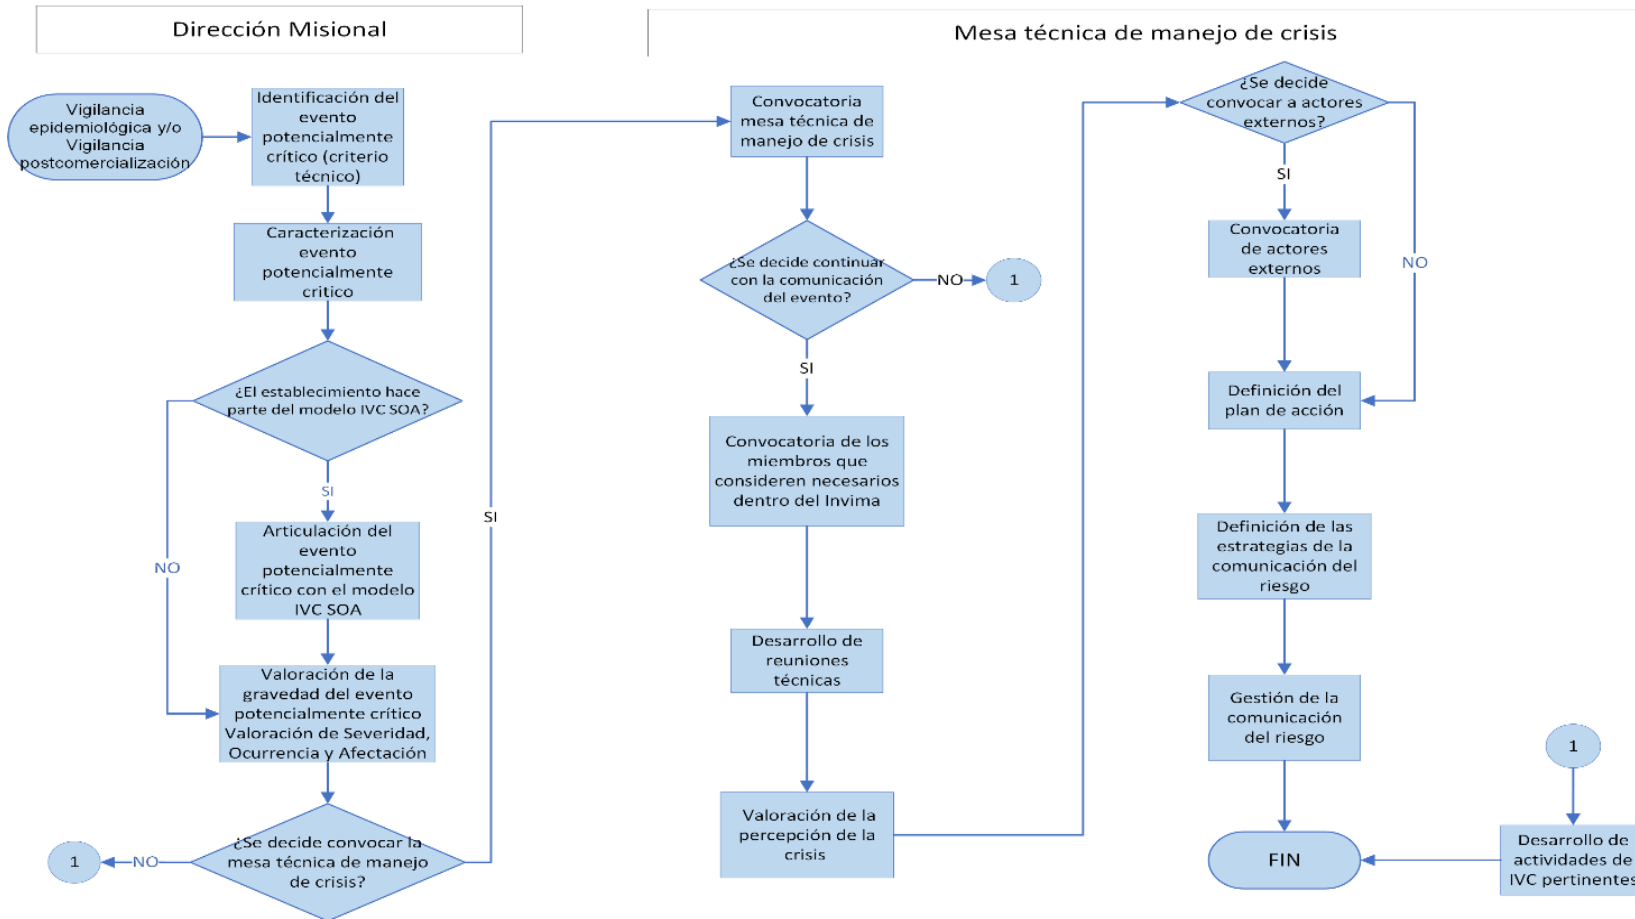 Dirección Misional
Mesa técnica de manejo de crisis
Vigilancia
epidemiológica y/o
Vigilancia
postcomercialización
Identificación del
evento
potencialmente
crítico (criterio
técnico)
Caracterización
evento
potencialmente
critico
¿El establecimiento hace
parte del modelo IVC SOA?
SI
NO
Articulación del
evento
potencialmente
crítico con el modelo
IVC SOA
Valoración de la
gravedad del evento
potencialmente crítico
Valoración de Severidad,
Ocurrencia y Afectación
¿Se decide convocar la
mesa técnica de manejo
de crisis?
NO
1
SI
Convocatoria
mesa técnica de
manejo de crisis
¿Se decide continuar
con la comunicación
del evento?
NO
1
SI
Convocatoria de los
miembros que
consideren necesarios
dentro del Invima
Desarrollo de
reuniones
técnicas
Valoración de la
percepción de la
crisis
¿Se decide
convocar a actores
externos?
SI
NO
Convocatoria
de actores
externos
Definición del
plan de acción
Definición de las
estrategias de la
comunicación del
riesgo
Gestión de la
comunicación
del riesgo
FIN
1
Desarrollo de
actividades de
IVC pertinentes